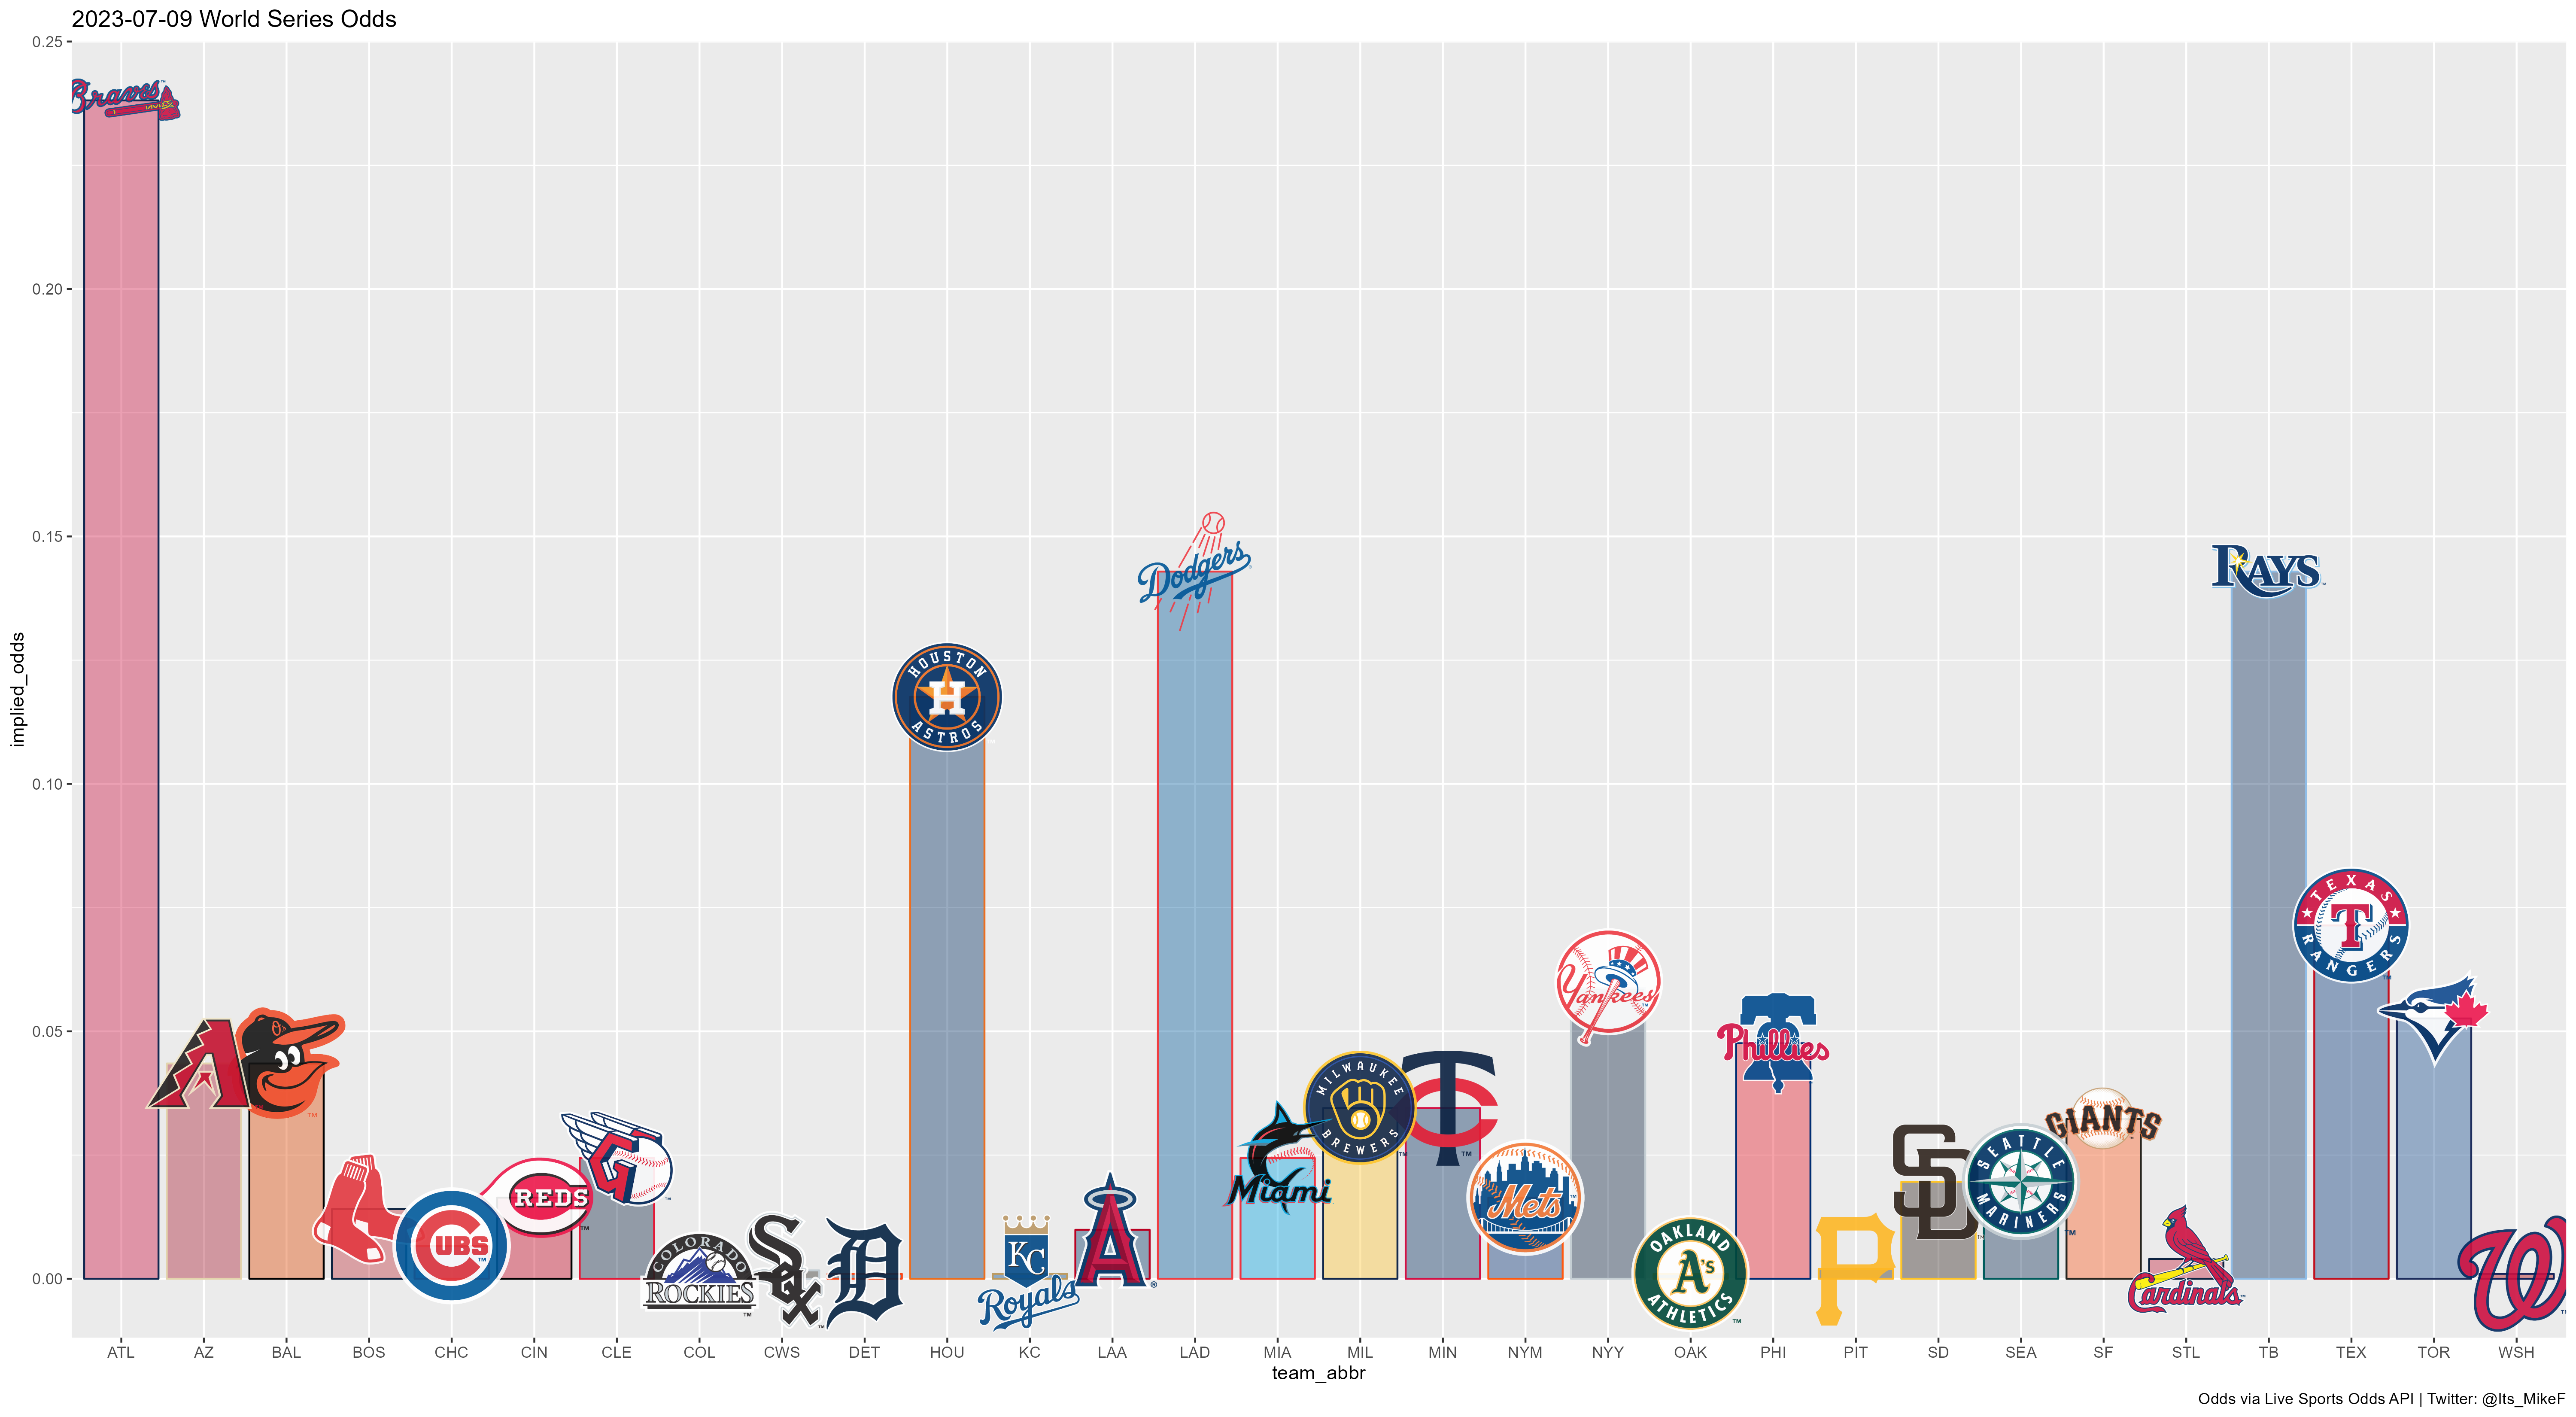 2023-07-09 World Series Odds
0.25
0.20
0.15
0.10
0.05
0.00
implied_odds
Braves
UBS
REDS
COLORADO
ROCKIES
Sox
D
HOUSTON
H
ASTROS
KC
Royals
A
Dodgers
Miami
MILWAUKEE
BREWERS
TC
Mets
Yankees
OAKLAND
A's
ATHLETICS
Phillies
P
SD
SEATTLE
MARINERS
GIANTS
Cardinals
RAYS
TEXAS
T
RANGERS
W
ATL AZ BAL BOS CHC CIN CLE COL CWS DET HOU KC LAA LAD MIA MIL MIN NYM NYY OAK PHI PIT SD SEA SF STL TB TEX TOR WSH
team_abbr
Odds via Live Sports Odds API | Twitter: @Its_MikeF